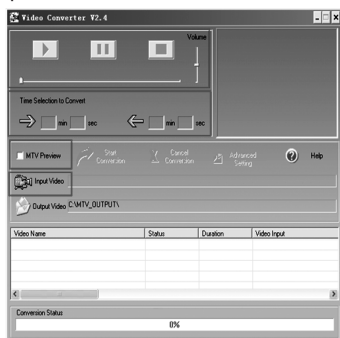 Video Converter V2.4
Volume
Time Selection to Convert
min sec min sec
MTV Preview
Start Conversion
Cancel Conversion
Advanced Setting
Help
Input Video
Output Video C:\MTV_OUTPUT\
Video Name Status Duration Video Input
Conversion Status
0%